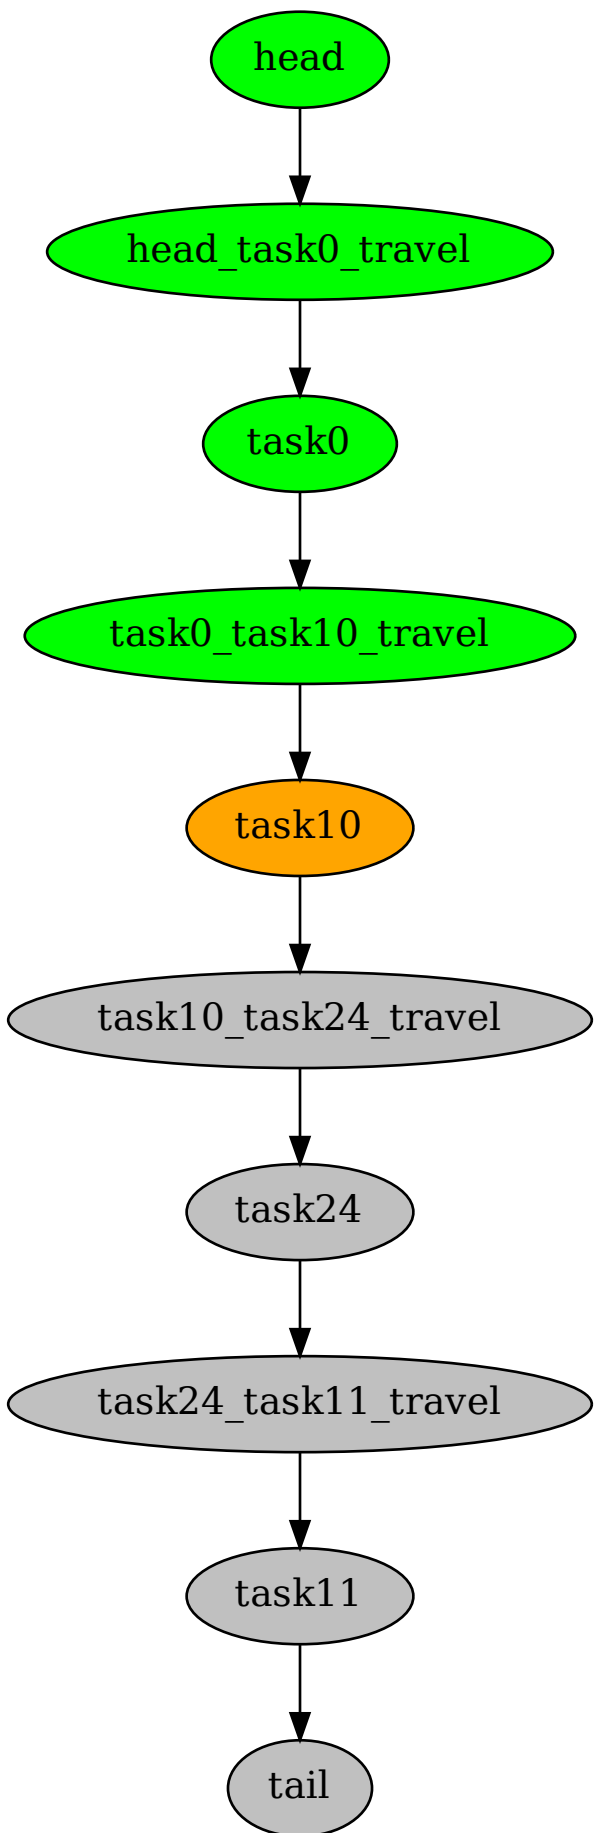 head
head_task0_travel
task0
task0_task10_travel
task10
task10_task24_travel
task24
task24_task11_travel
task11
tail